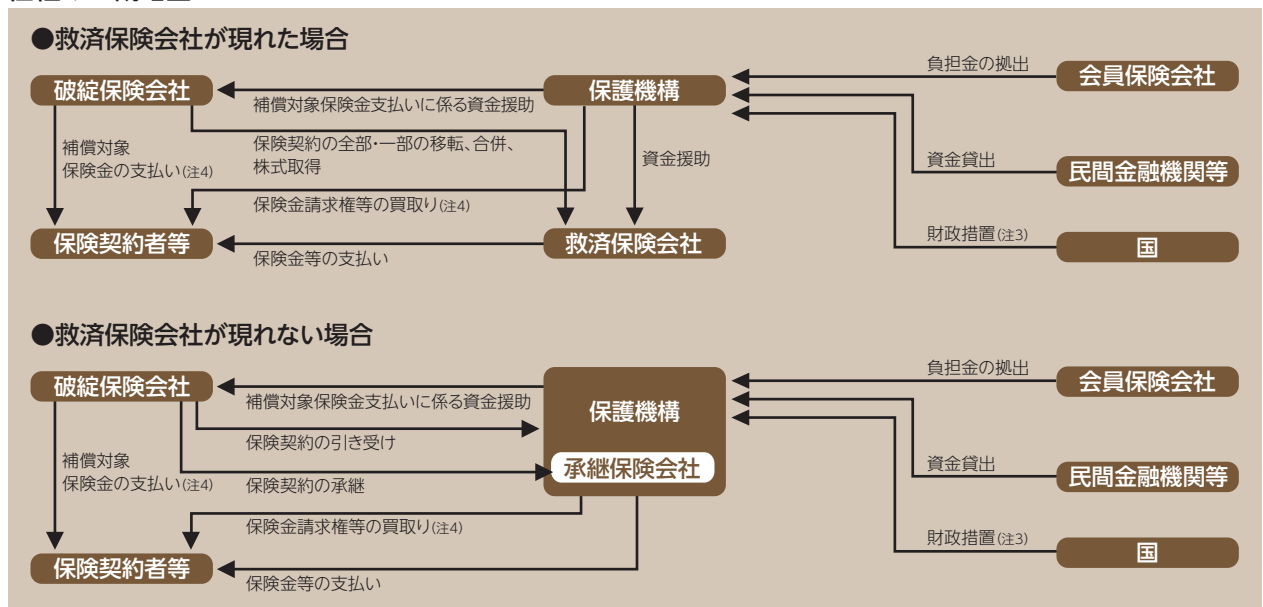 ●救済保険会社が現れた場合
破綻保険会社
保護機構
負担金の拠出
会員保険会社
補償対象保険金支払いに係る資金援助
補償対象
保険金の支払い(注4)
保険契約の全部・一部の移転、合併、
株式取得
資金援助
資金貸出
民間金融機関等
保険金請求権等の買取り(注4)
財政措置(注3)
国
保険契約者等
救済保険会社
保険金等の支払い
●救済保険会社が現れない場合
破綻保険会社
保護機構
負担金の拠出
会員保険会社
補償対象保険金支払いに係る資金援助
保険契約の引き受け
補償対象
保険金の支払い(注4)
承継保険会社
保険契約の承継
資金貸出
民間金融機関等
保険金請求権等の買取り(注4)
財政措置(注3)
国
保険契約者等
保険金等の支払い